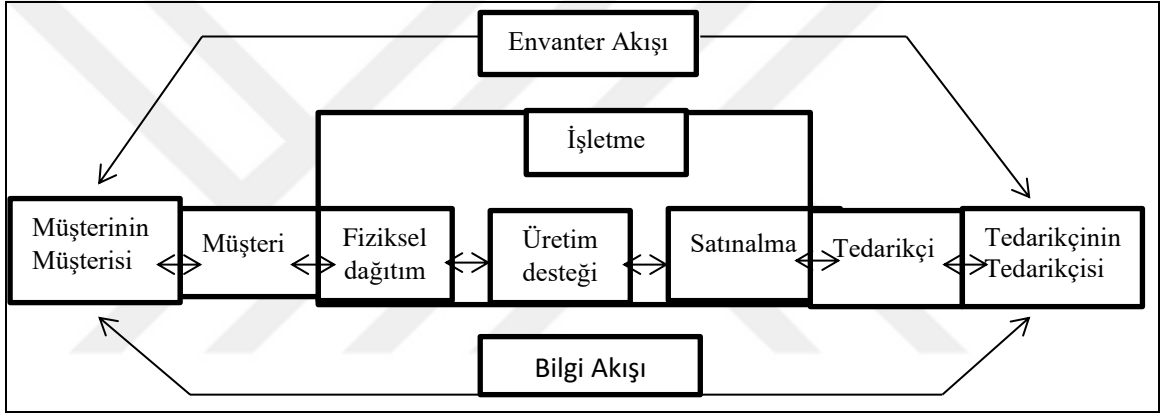 Envanter Akışı
İşletme
Müşterinin
Müşterisi
Müşteri
Fiziksel
dağıtım
Üretim
desteği
Satınalma
Tedarikçi
Tedarikçinin
Tedarikçisi
Bilgi Akışı